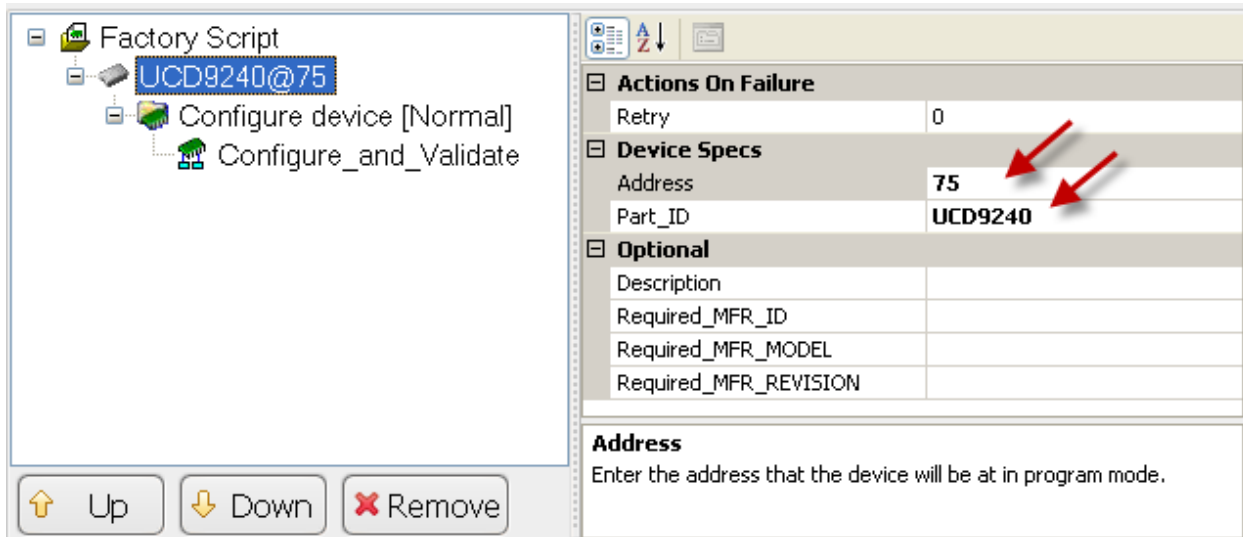 Factory Script
UCD9240@75
Configure device [Normal]
Configure_and_Validate
Up
Down
Remove
A
Z
Actions On Failure
Retry 0
Device Specs
Address 75
Part_ID UCD9240
Optional
Description
Required_MFR_ID
Required_MFR_MODEL
Required_MFR_REVISION
Address
Enter the address that the device will be at in program mode.